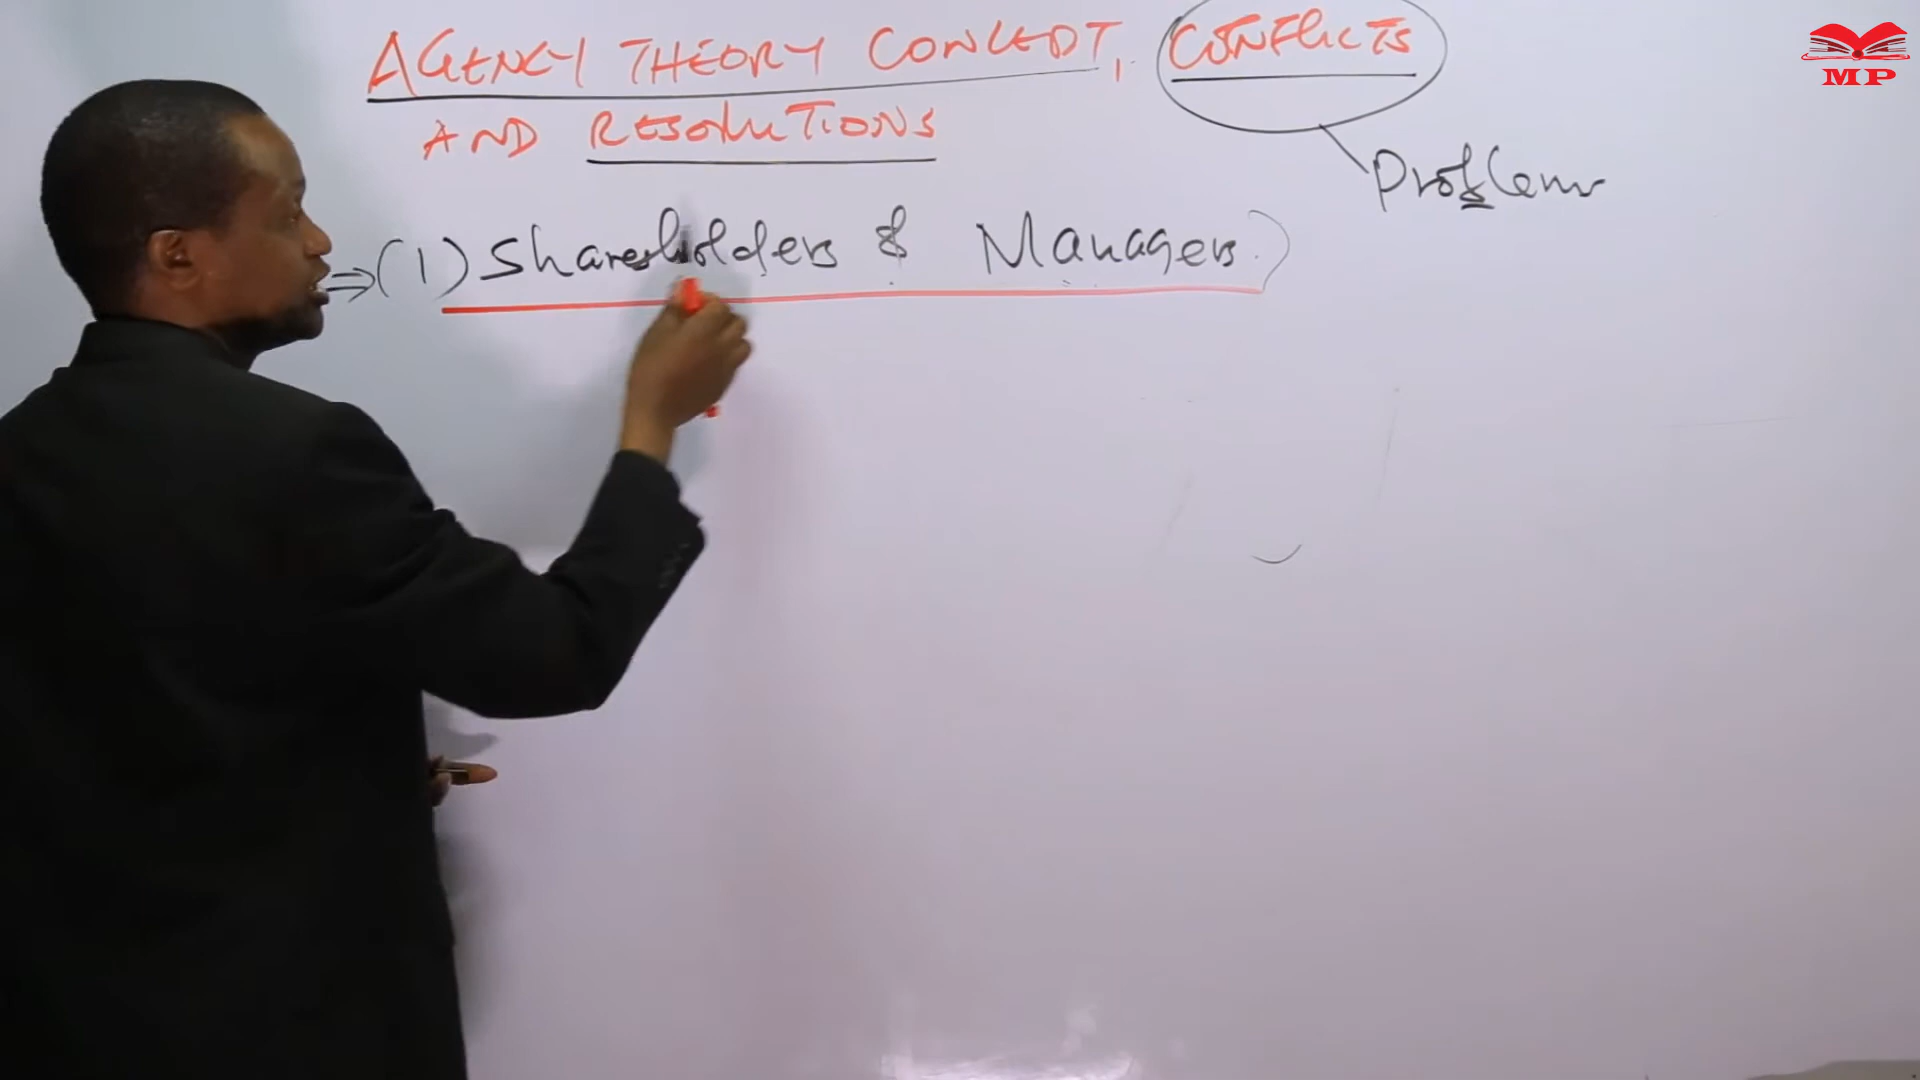 AGENCY THEORY CONCEPT, CONFLICTS
AND RESOLUTIONS
Problems
⇒(1) Shareholders & Managers)
MP